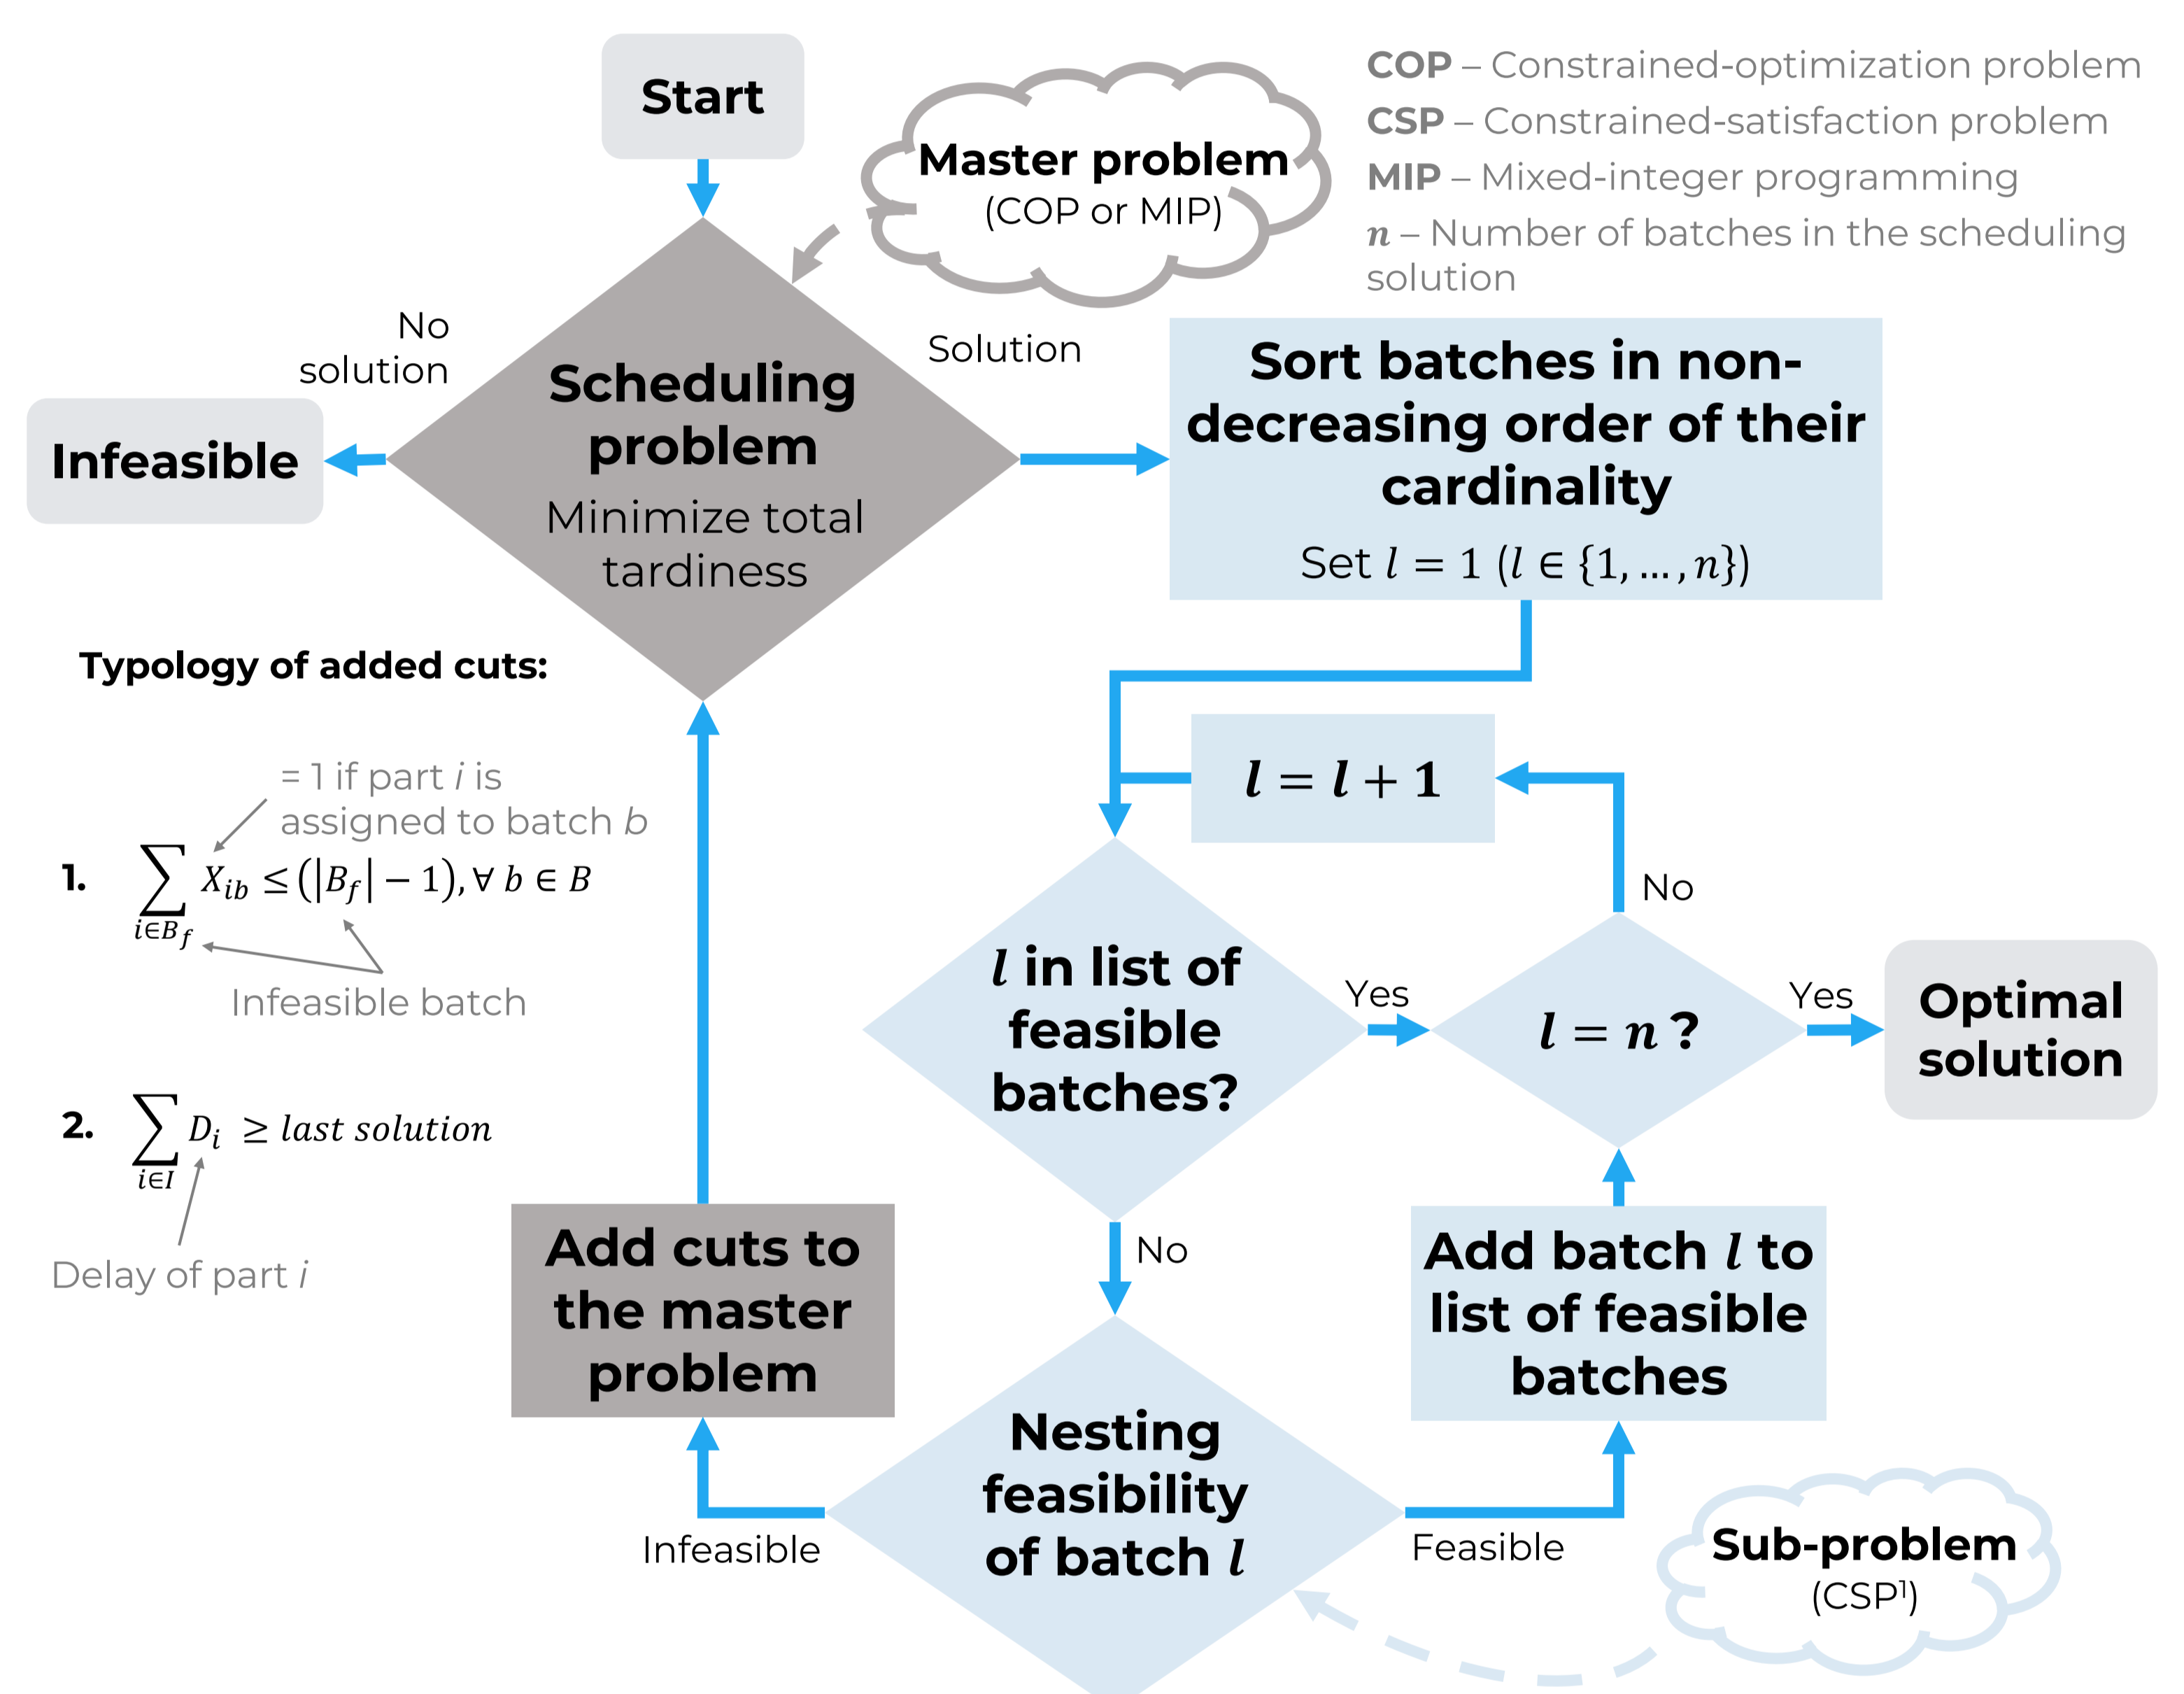 Start
Master problem
(COP or MIP)
COP – Constrained-optimization problem
CSP – Constrained-satisfaction problem
MIP – Mixed-integer programming
n – Number of batches in the scheduling
solution
No
solution
Infeasible
Scheduling
problem
Minimize total
tardiness
Solution
Sort batches in non-
decreasing order of their
cardinality
Set l = 1 (l ∈ {1, ..., n})
Typology of added cuts:
= 1 if part i is
assigned to batch b
1. ∑_{i∈B_f} X_{ib} ≤ (|B_f| − 1), ∀ b ∈ B
Infeasible batch
2. ∑_{i∈I} D_i ≥ last solution
Delay of part i
l = l + 1
No
l in list of
feasible
batches?
Yes
l = n ?
Yes
Optimal
solution
No
Add cuts to
the master
problem
Add batch l to
list of feasible
batches
Nesting
feasibility
of batch l
Infeasible
Feasible
Sub-problem
(CSP¹)